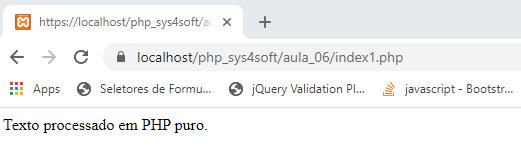 https://localhost/php_sys4soft/au
localhost/php_sys4soft/aula_06/index1.php
Apps Seletores de Formu... jQuery Validation Pl... javascript - Bootstr...
Texto processado em PHP puro.